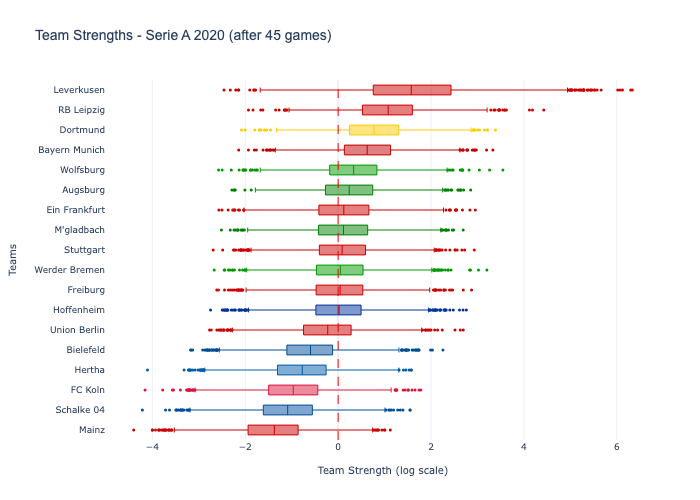 Team Strengths - Serie A 2020 (after 45 games)
Leverkusen
RB Leipzig
Dortmund
Bayern Munich
Wolfsburg
Augsburg
Ein Frankfurt
M'gladbach
Stuttgart
Werder Bremen
Freiburg
Hoffenheim
Union Berlin
Bielefeld
Hertha
FC Koln
Schalke 04
Mainz
Teams
−4 −2 0 2 4 6
Team Strength (log scale)